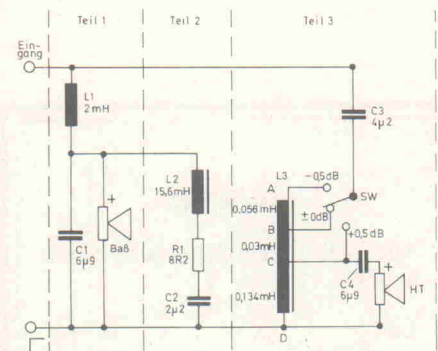 Teil 1
Teil 2
Teil 3
Ein-
gang
L1
2mH
C3
4µ2
L2
15,6mH
L3
A
-0,5dB
SW
0,056mH
±0dB
B
+0,5dB
0,03mH
C
C1
6µ9
+
Baß
R1
8R2
C4
6µ9
+
HT
C2
2µ2
0,134mH
D